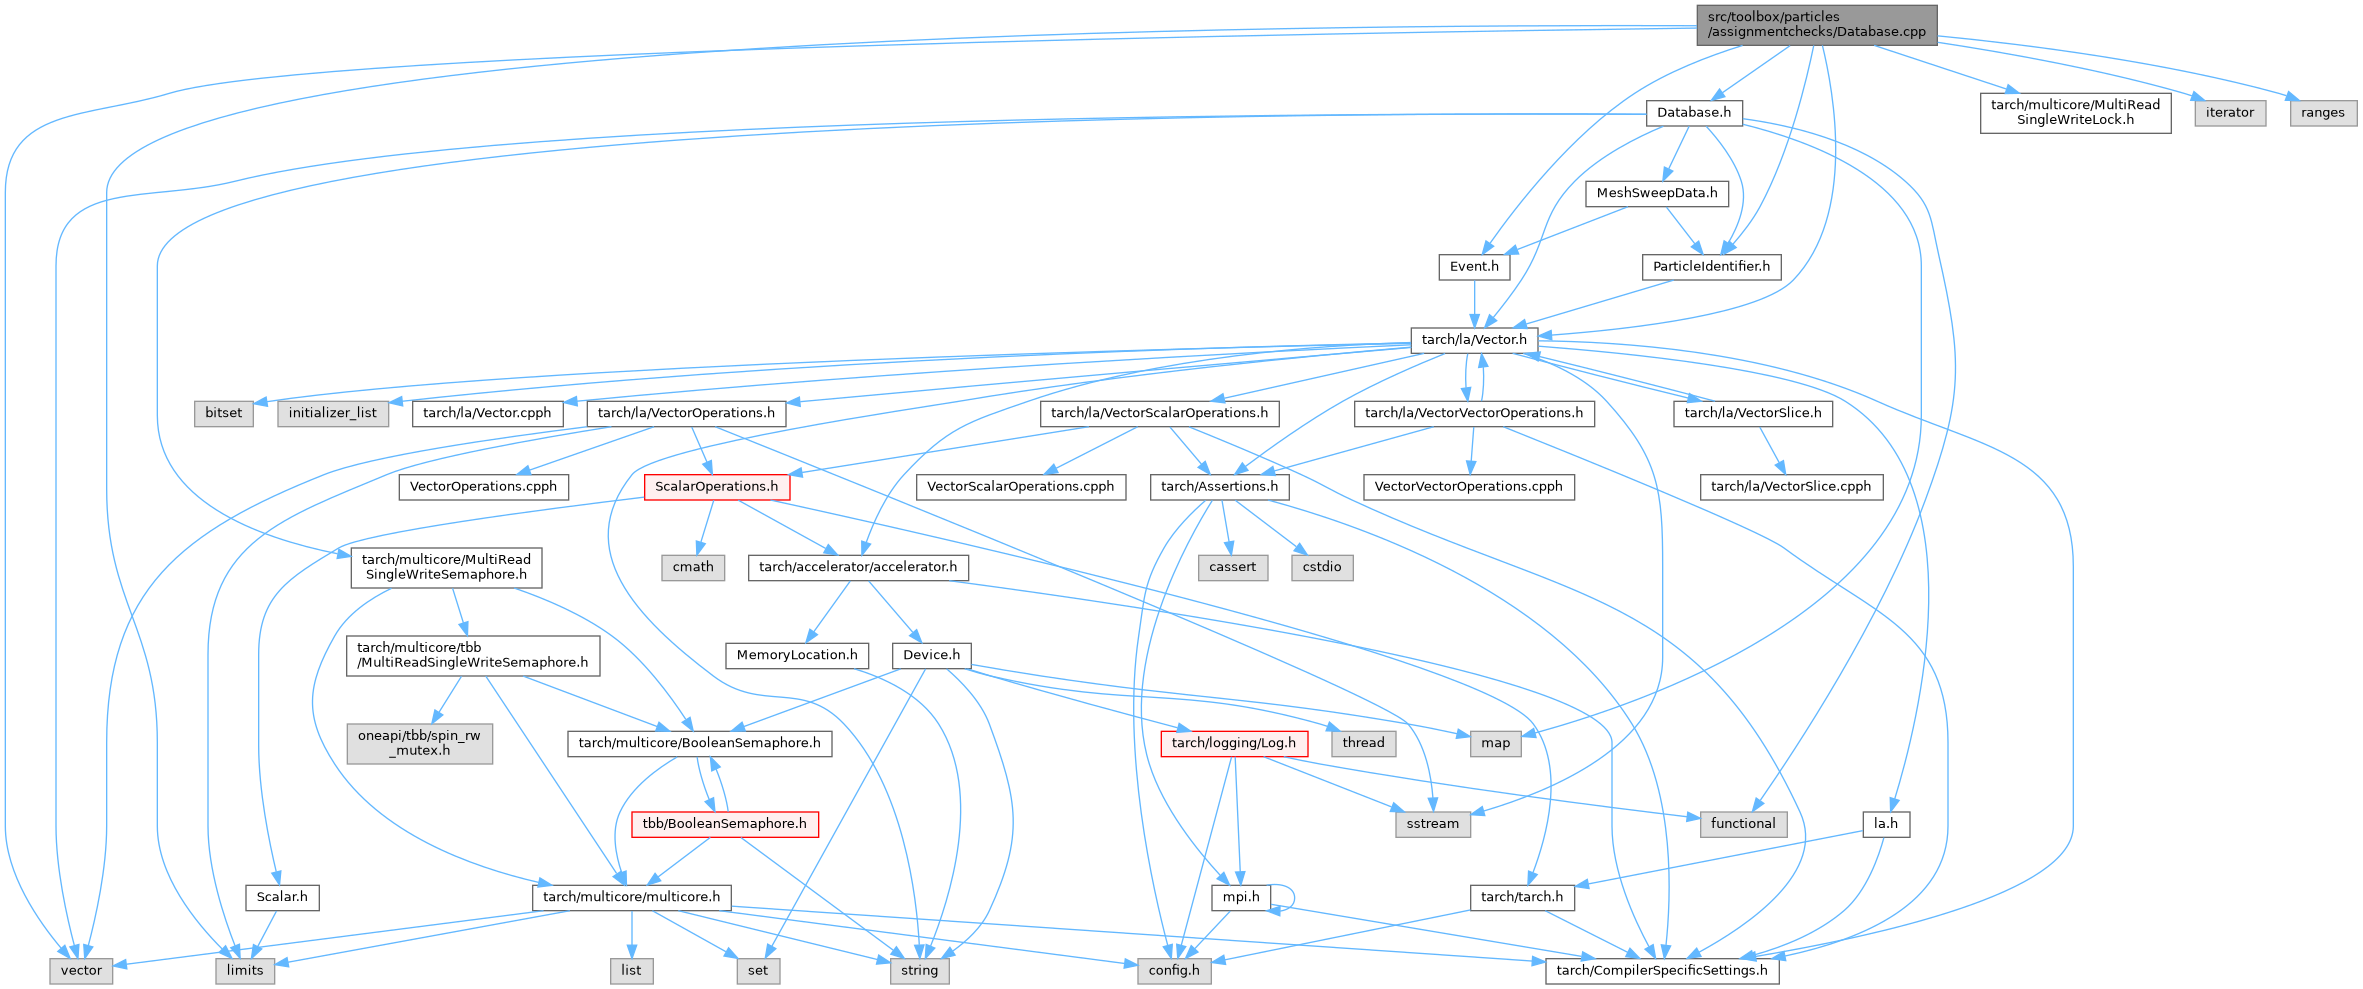 src/toolbox/particles
/assignmentchecks/Database.cpp
Database.h
tarch/multicore/MultiRead
SingleWriteLock.h
iterator
ranges
MeshSweepData.h
Event.h
ParticleIdentifier.h
tarch/la/Vector.h
bitset
initializer_list
tarch/la/Vector.cpph
tarch/la/VectorOperations.h
tarch/la/VectorScalarOperations.h
tarch/la/VectorVectorOperations.h
tarch/la/VectorSlice.h
VectorOperations.cpph
ScalarOperations.h
VectorScalarOperations.cpph
tarch/Assertions.h
VectorVectorOperations.cpph
tarch/la/VectorSlice.cpph
tarch/multicore/MultiRead
SingleWriteSemaphore.h
cmath
tarch/accelerator/accelerator.h
cassert
cstdio
tarch/multicore/tbb
/MultiReadSingleWriteSemaphore.h
MemoryLocation.h
Device.h
oneapi/tbb/spin_rw
_mutex.h
tarch/multicore/BooleanSemaphore.h
tarch/logging/Log.h
thread
map
tbb/BooleanSemaphore.h
sstream
functional
la.h
Scalar.h
tarch/multicore/multicore.h
mpi.h
tarch/tarch.h
vector
limits
list
set
string
config.h
tarch/CompilerSpecificSettings.h